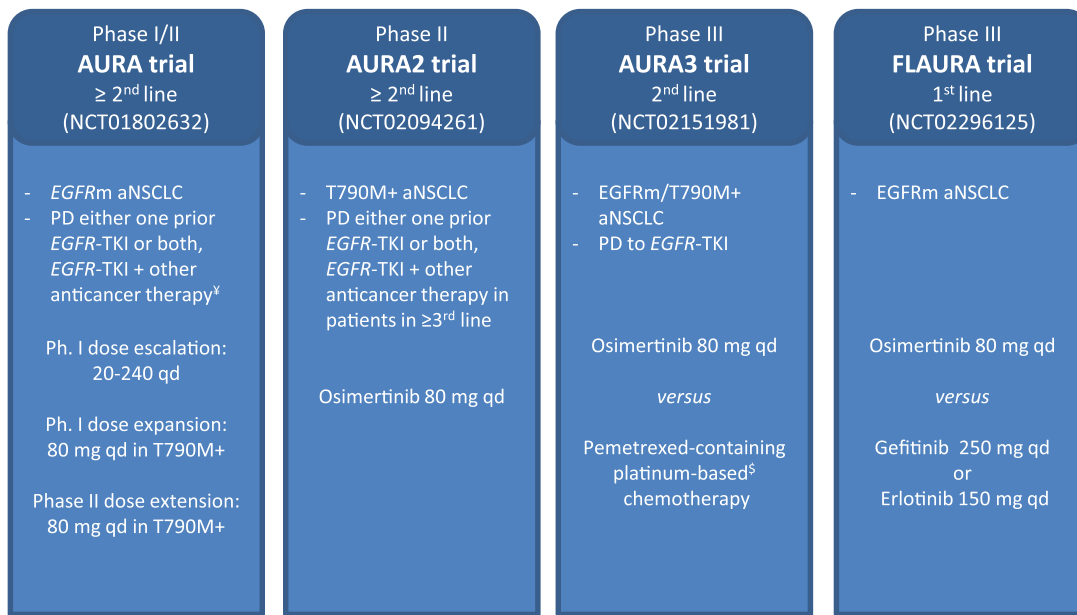 Phase I/II
AURA trial
≥ 2nd line
(NCT01802632)
- EGFRm aNSCLC
- PD either one prior
EGFR-TKI or both,
EGFR-TKI + other
anticancer therapy¥
Ph. I dose escalation:
20-240 qd
Ph. I dose expansion:
80 mg qd in T790M+
Phase II dose extension:
80 mg qd in T790M+
Phase II
AURA2 trial
≥ 2nd line
(NCT02094261)
- T790M+ aNSCLC
- PD either one prior
EGFR-TKI or both,
EGFR-TKI + other
anticancer therapy in
patients in ≥3rd line
Osimertinib 80 mg qd
Phase III
AURA3 trial
2nd line
(NCT02151981)
- EGFRm/T790M+
aNSCLC
- PD to EGFR-TKI
Osimertinib 80 mg qd
versus
Pemetrexed-containing
platinum-based$
chemotherapy
Phase III
FLAURA trial
1st line
(NCT02296125)
- EGFRm aNSCLC
Osimertinib 80 mg qd
versus
Gefitinib 250 mg qd
or
Erlotinib 150 mg qd